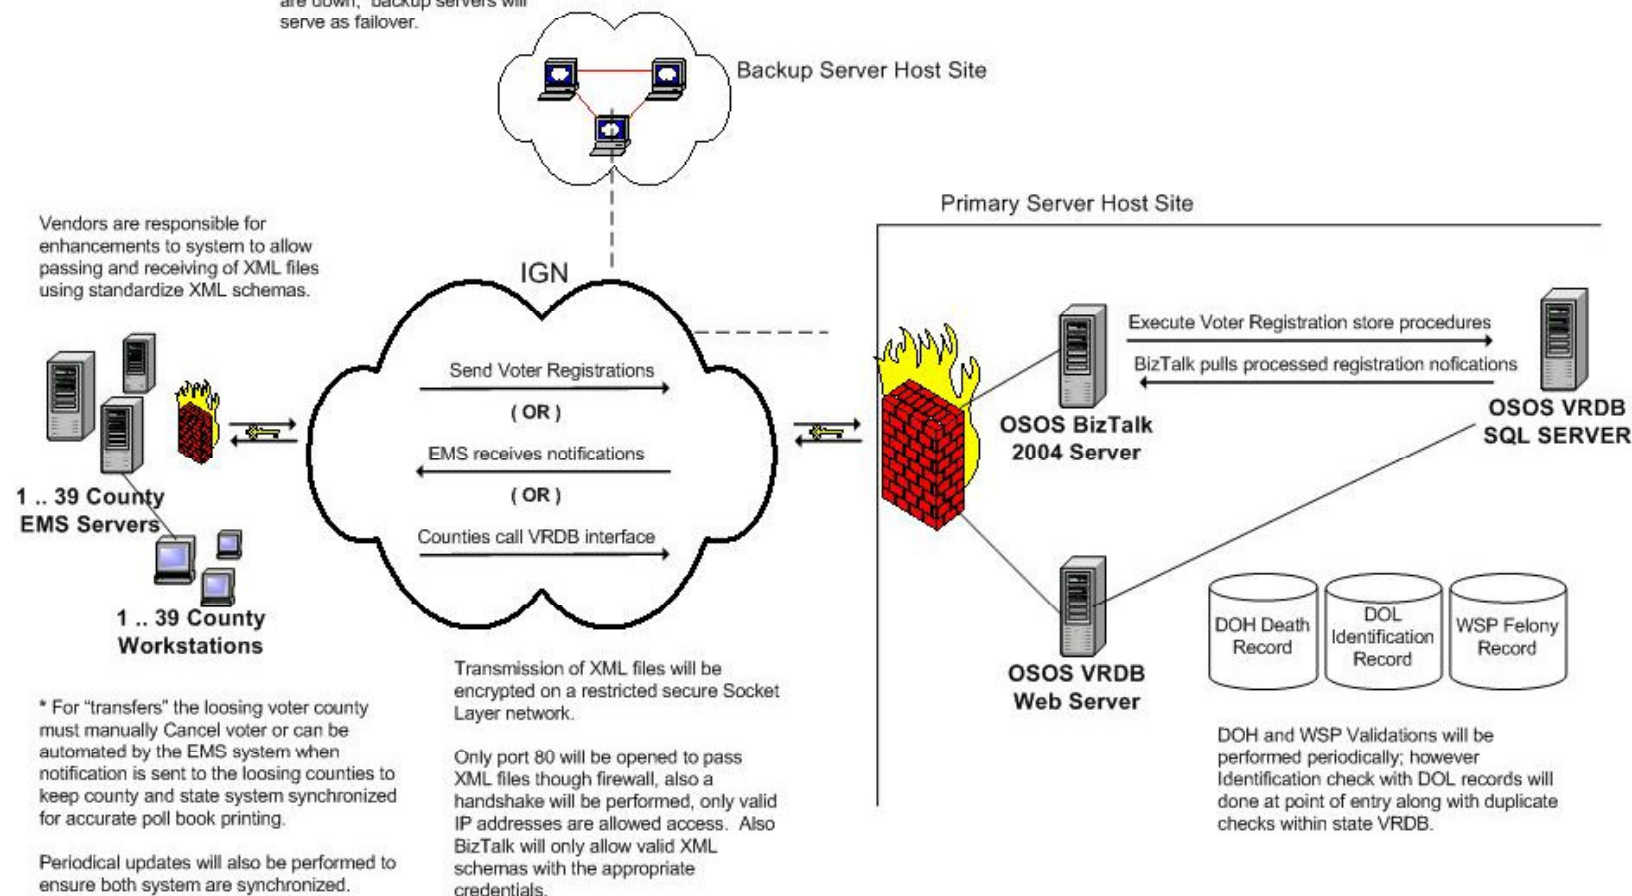 are down, backup servers will
serve as failover.
Backup Server Host Site
Primary Server Host Site
Vendors are responsible for
enhancements to system to allow
passing and receiving of XML files
using standardize XML schemas.
IGN
Send Voter Registrations
( OR )
EMS receives notifications
( OR )
Counties call VRDB interface
Execute Voter Registration store procedures
BizTalk pulls processed registration nofications
OSOS BizTalk
2004 Server
OSOS VRDB
SQL SERVER
1 .. 39 County
EMS Servers
1 .. 39 County
Workstations
OSOS VRDB
Web Server
DOH Death
Record
DOL
Identification
Record
WSP Felony
Record
* For “transfers” the loosing voter county
must manually Cancel voter or can be
automated by the EMS system when
notification is sent to the loosing counties to
keep county and state system synchronized
for accurate poll book printing.
Periodical updates will also be performed to
ensure both system are synchronized.
Transmission of XML files will be
encrypted on a restricted secure Socket
Layer network.
Only port 80 will be opened to pass
XML files though firewall, also a
handshake will be performed, only valid
IP addresses are allowed access. Also
BizTalk will only allow valid XML
schemas with the appropriate
credentials.
DOH and WSP Validations will be
performed periodically; however
Identification check with DOL records will
done at point of entry along with duplicate
checks within state VRDB.